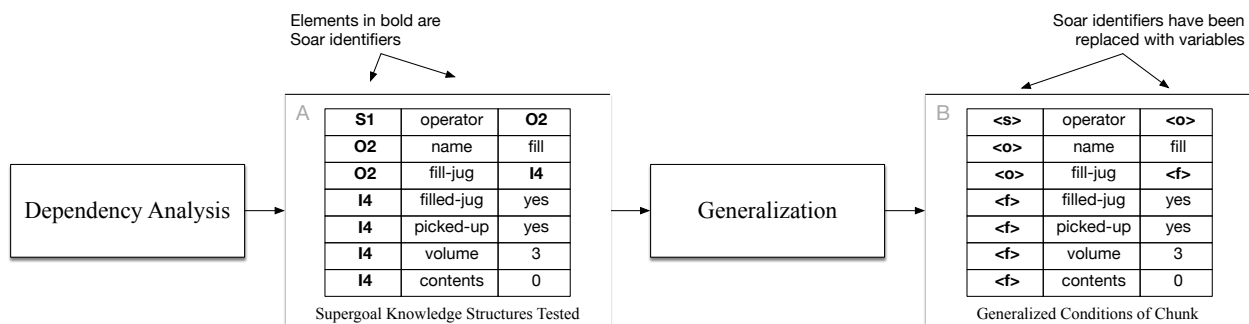 Elements in bold are
Soar identifiers
Soar identifiers have been
replaced with variables
Dependency Analysis
A
S1 operator O2
O2 name fill
O2 fill-jug I4
I4 filled-jug yes
I4 picked-up yes
I4 volume 3
I4 contents 0
Supergoal Knowledge Structures Tested
Generalization
B
<s> operator <o>
<o> name fill
<o> fill-jug <f>
<f> filled-jug yes
<f> picked-up yes
<f> volume 3
<f> contents 0
Generalized Conditions of Chunk